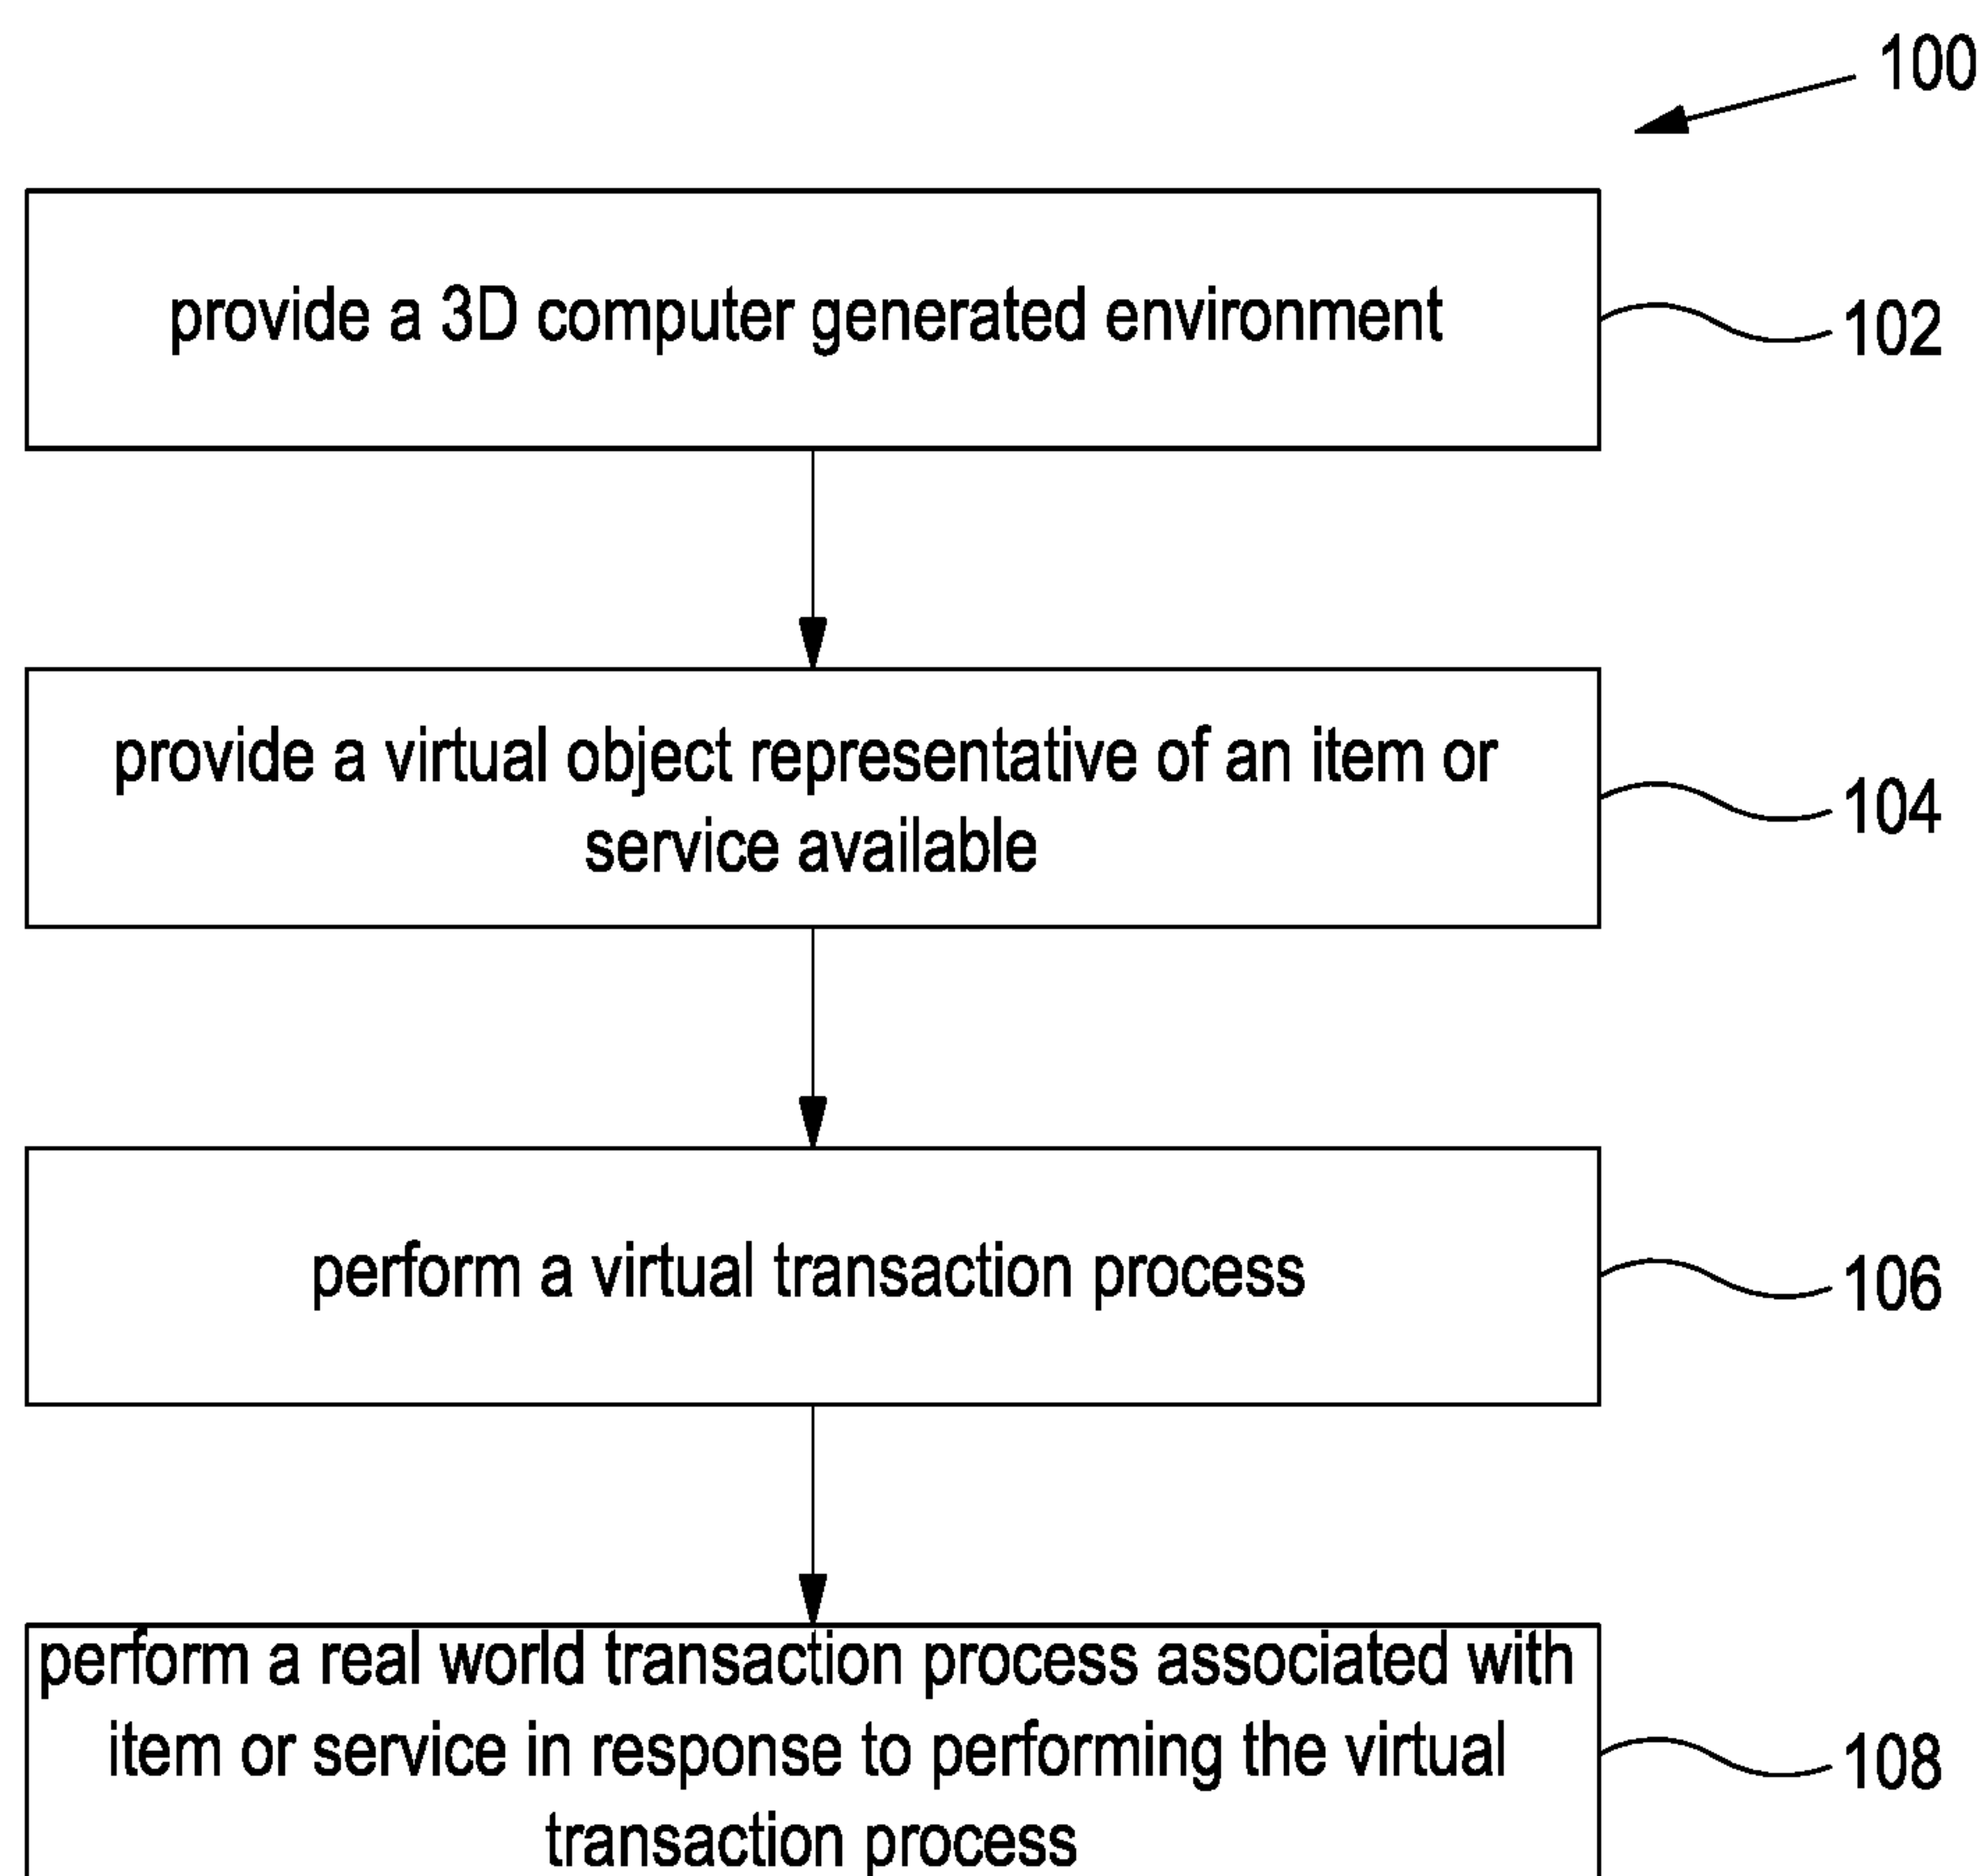 100
provide a 3D computer generated environment
102
provide a virtual object representative of an item or
service available
104
perform a virtual transaction process
106
perform a real world transaction process associated with
item or service in response to performing the virtual
transaction process
108